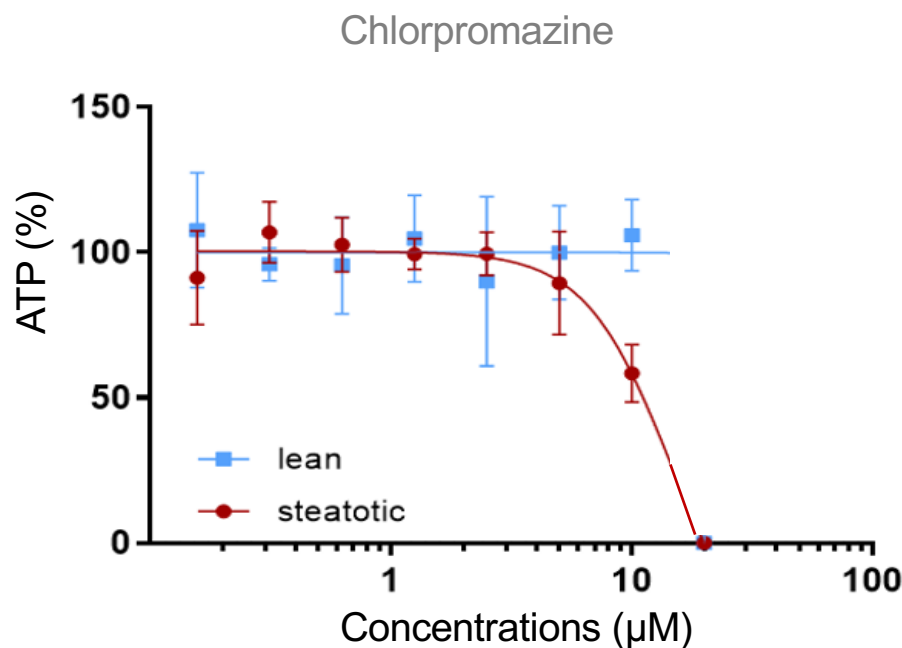 Chlorpromazine
150
100
50
0
ATP (%)
lean
steatotic
1
10
100
Concentrations (µM)